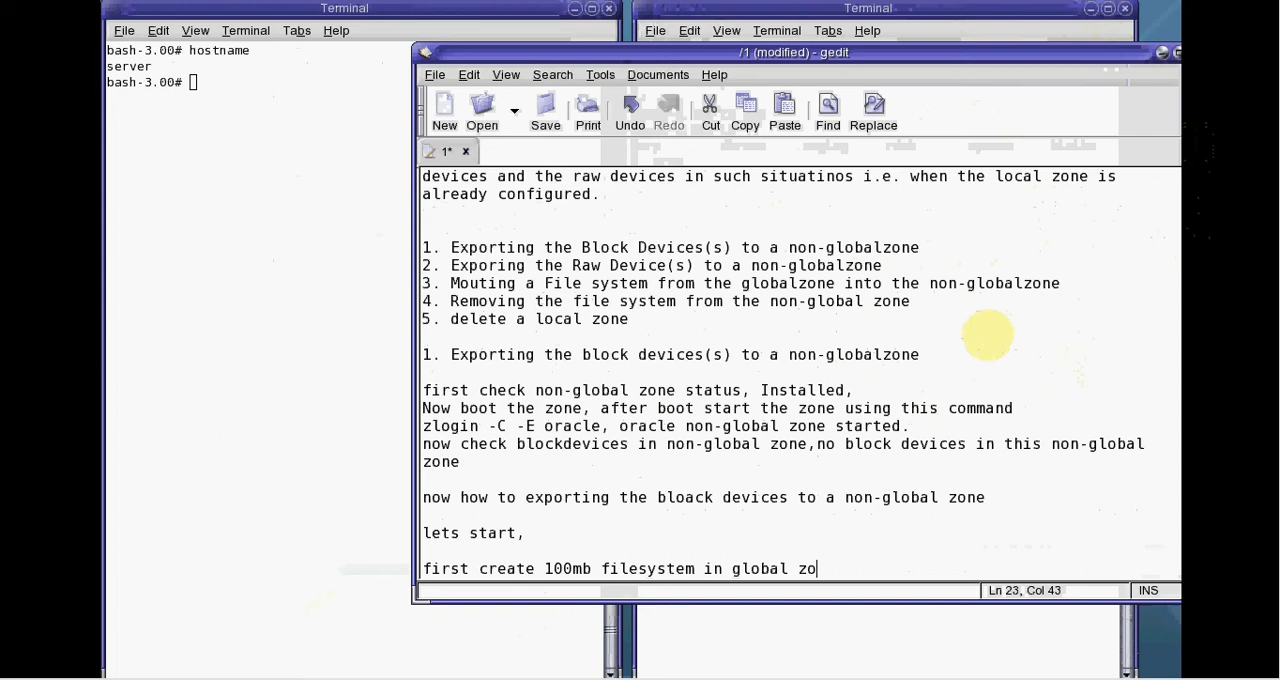 Terminal
Terminal
File Edit View Terminal Tabs Help
File Edit View Terminal Tabs Help
bash-3.00# hostname
server
bash-3.00#
/1 (modified) - gedit
File Edit View Search Tools Documents Help
New Open Save Print Undo Redo Cut Copy Paste Find Replace
1* x
devices and the raw devices in such situatinos i.e. when the local zone is
already configured.
1. Exporting the Block Devices(s) to a non-globalzone
2. Exporing the Raw Device(s) to a non-globalzone
3. Mouting a File system from the globalzone into the non-globalzone
4. Removing the file system from the non-global zone
5. delete a local zone
1. Exporting the block devices(s) to a non-globalzone
first check non-global zone status, Installed,
Now boot the zone, after boot start the zone using this command
zlogin -C -E oracle, oracle non-global zone started.
now check blockdevices in non-global zone,no block devices in this non-global
zone
now how to exporting the bloack devices to a non-global zone
lets start,
first create 100mb filesystem in global zo
Ln 23, Col 43 INS